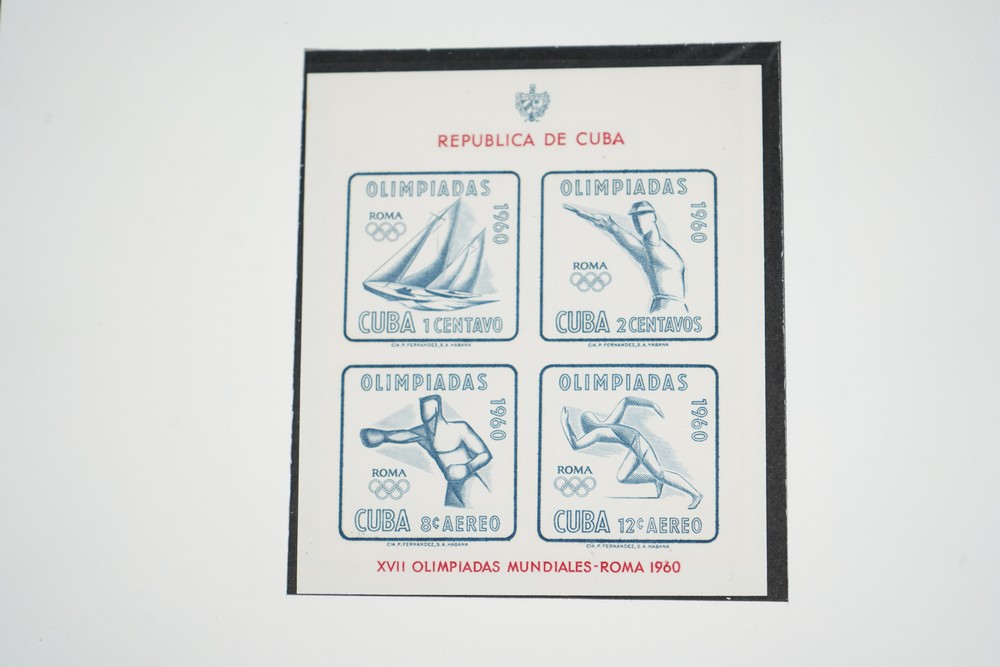 REPUBLICA DE CUBA
OLIMPIADAS
1960
ROMA
CUBA 1 CENTAVO
CIA. P. FERNANDEZ, S. A. HABANA
OLIMPIADAS
1960
ROMA
CUBA 2 CENTAVOS
CIA. P. FERNANDEZ, S. A. HABANA
OLIMPIADAS
1960
ROMA
CUBA 8¢ AEREO
CIA. P. FERNANDEZ, S. A. HABANA
OLIMPIADAS
1960
ROMA
CUBA 12¢ AEREO
CIA. P. FERNANDEZ, S. A. HABANA
XVII OLIMPIADAS MUNDIALES-ROMA 1960